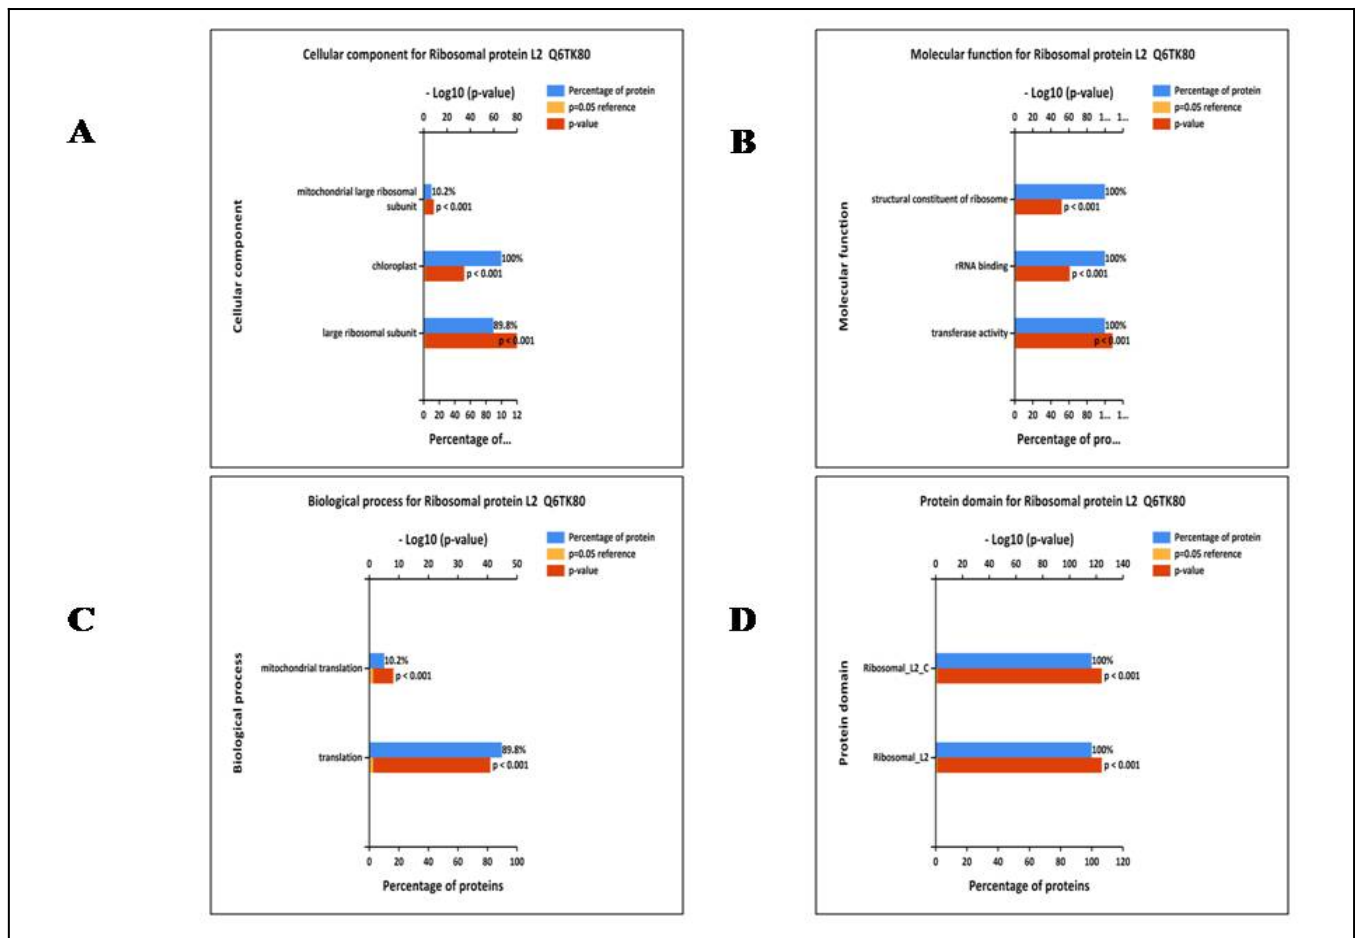 A
Cellular component for Ribosomal protein L2 Q6TK80
- Log10 (p-value)
Percentage of protein
p=0.05 reference
p-value
0 20 40 60 80
mitochondrial large ribosomal
subunit
10.2%
p < 0.001
chloroplast
100%
p < 0.001
large ribosomal subunit
89.8%
p < 0.001
Cellular component
0 20 40 60 80 10 12
Percentage of...
B
Molecular function for Ribosomal protein L2 Q6TK80
- Log10 (p-value)
Percentage of protein
p=0.05 reference
p-value
0 20 40 60 80 1... 1...
structural constituent of ribosome
100%
p < 0.001
rRNA binding
100%
p < 0.001
transferase activity
100%
p < 0.001
Molecular function
0 20 40 60 80 1... 1...
Percentage of pro...
C
Biological process for Ribosomal protein L2 Q6TK80
- Log10 (p-value)
Percentage of protein
p=0.05 reference
p-value
0 10 20 30 40 50
mitochondrial translation
10.2%
p < 0.001
translation
89.8%
p < 0.001
Biological process
0 20 40 60 80 100
Percentage of proteins
D
Protein domain for Ribosomal protein L2 Q6TK80
- Log10 (p-value)
Percentage of protein
p=0.05 reference
p-value
0 20 40 60 80 100 120 140
Ribosomal_L2_C
100%
p < 0.001
Ribosomal_L2
100%
p < 0.001
Protein domain
0 20 40 60 80 100 120
Percentage of proteins